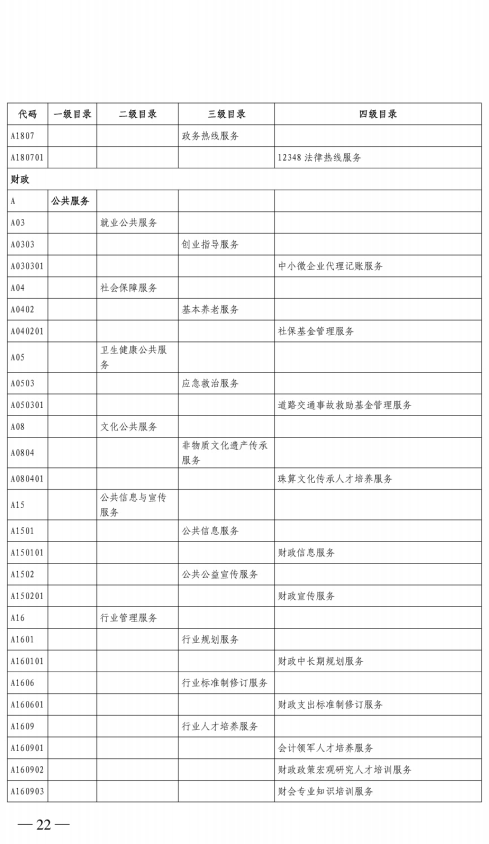 代码 一级目录 二级目录 三级目录 四级目录
A1807 政务热线服务
A180701 12348 法律热线服务
财政
A 公共服务
A03 就业公共服务
A0303 创业指导服务
A030301 中小微企业代理记账服务
A04 社会保障服务
A0402 基本养老服务
A040201 社保基金管理服务
A05 卫生健康公共服
务
A0503 应急救治服务
A050301 道路交通事故救助基金管理服务
A08 文化公共服务
A0804 非物质文化遗产传承
服务
A080401 珠算文化传承人才培养服务
A15 公共信息与宣传
服务
A1501 公共信息服务
A150101 财政信息服务
A1502 公共公益宣传服务
A150201 财政宣传服务
A16 行业管理服务
A1601 行业规划服务
A160101 财政中长期规划服务
A1606 行业标准制修订服务
A160601 财政支出标准制修订服务
A1609 行业人才培养服务
A160901 会计领军人才培养服务
A160902 财政政策宏观研究人才培训服务
A160903 财会专业知识培训服务
— 22 —